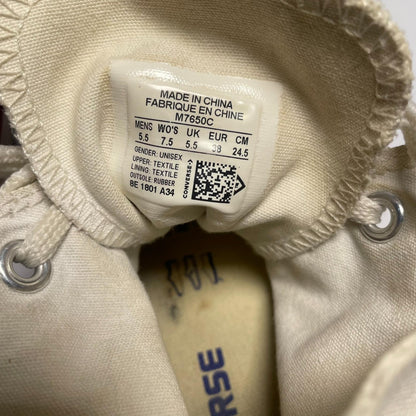 MADE IN CHINA
FABRIQUE EN CHINE
M7650C
MENS WO'S UK EUR CM
5.5 7.5 5.5 38 24.5
GENDER: UNISEX
UPPER: TEXTILE
LINING: TEXTILE
OUTSOLE: RUBBER
BE 1801 A34
CONVERSE
RSE